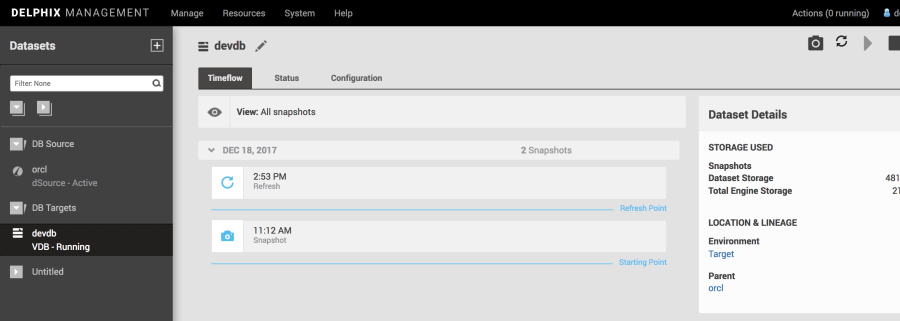 DELPHIX MANAGEMENT Manage Resources System Help Actions (0 running)
Datasets
Filter: None
DB Source
orcl
dSource - Active
DB Targets
devdb
VDB - Running
Untitled
devdb
Timeflow Status Configuration
View: All snapshots
DEC 18, 2017 2 Snapshots
2:53 PM
Refresh
Refresh Point
11:12 AM
Snapshot
Starting Point
Dataset Details
STORAGE USED
Snapshots
Dataset Storage 481
Total Engine Storage 21
LOCATION & LINEAGE
Environment
Target
Parent
orcl